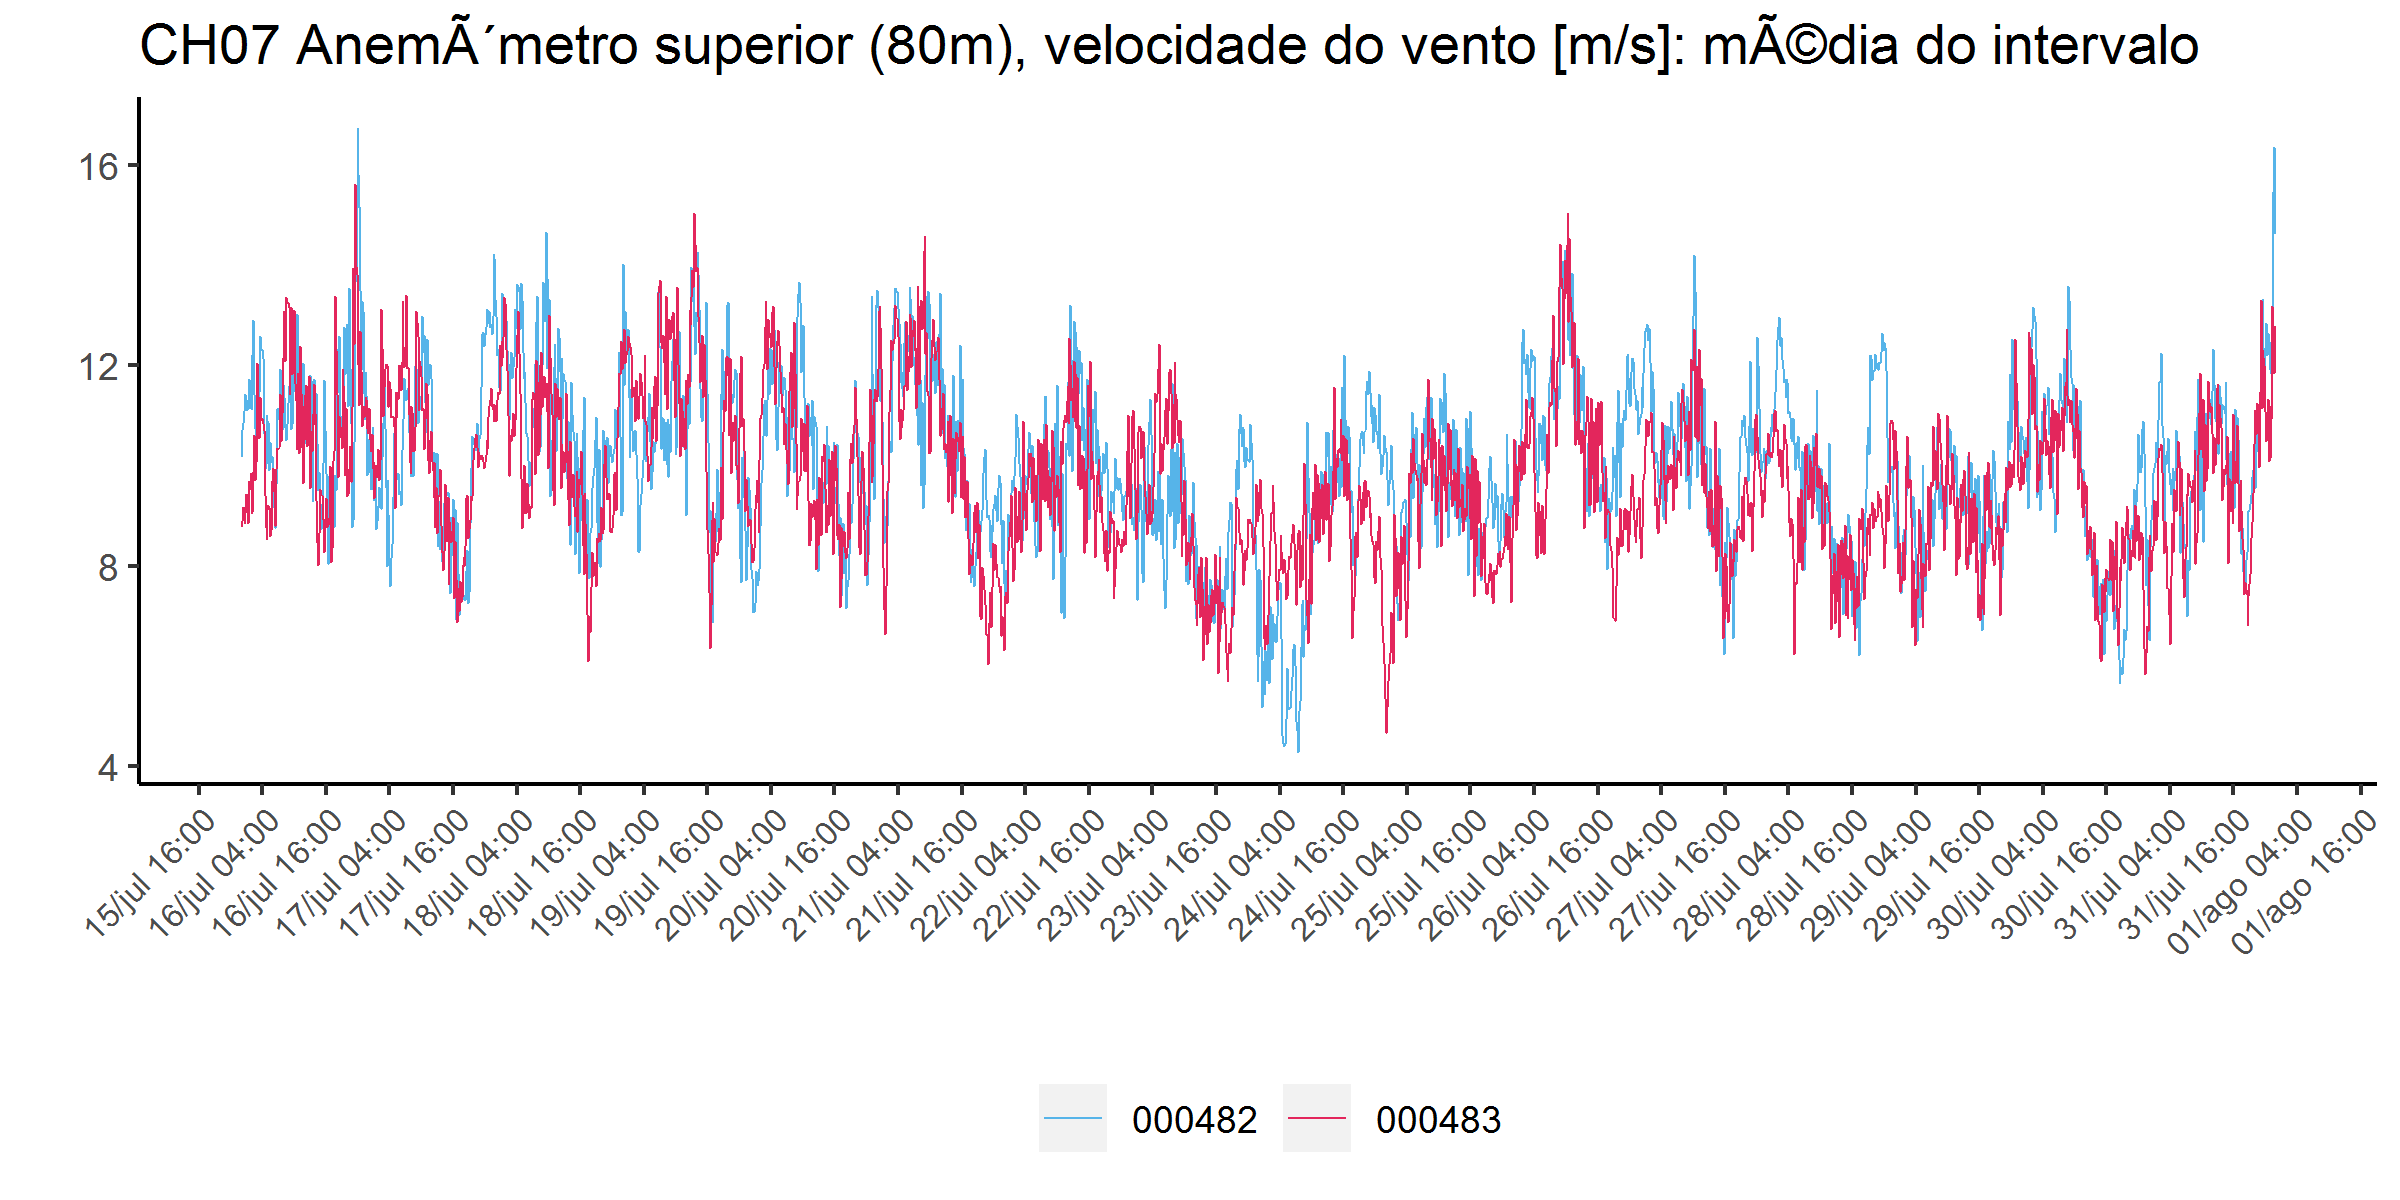 CH07 AnemÃ´metro superior (80m), velocidade do vento [m/s]: mÃ©dia do intervalo
16
12
8
4
15/jul 16:00
16/jul 04:00
16/jul 16:00
17/jul 04:00
17/jul 16:00
18/jul 04:00
18/jul 16:00
19/jul 04:00
19/jul 16:00
20/jul 04:00
20/jul 16:00
21/jul 04:00
21/jul 16:00
22/jul 04:00
22/jul 16:00
23/jul 04:00
23/jul 16:00
24/jul 04:00
24/jul 16:00
25/jul 04:00
25/jul 16:00
26/jul 04:00
26/jul 16:00
27/jul 04:00
27/jul 16:00
28/jul 04:00
28/jul 16:00
29/jul 04:00
29/jul 16:00
30/jul 04:00
30/jul 16:00
31/jul 04:00
31/jul 16:00
01/ago 04:00
01/ago 16:00
000482
000483